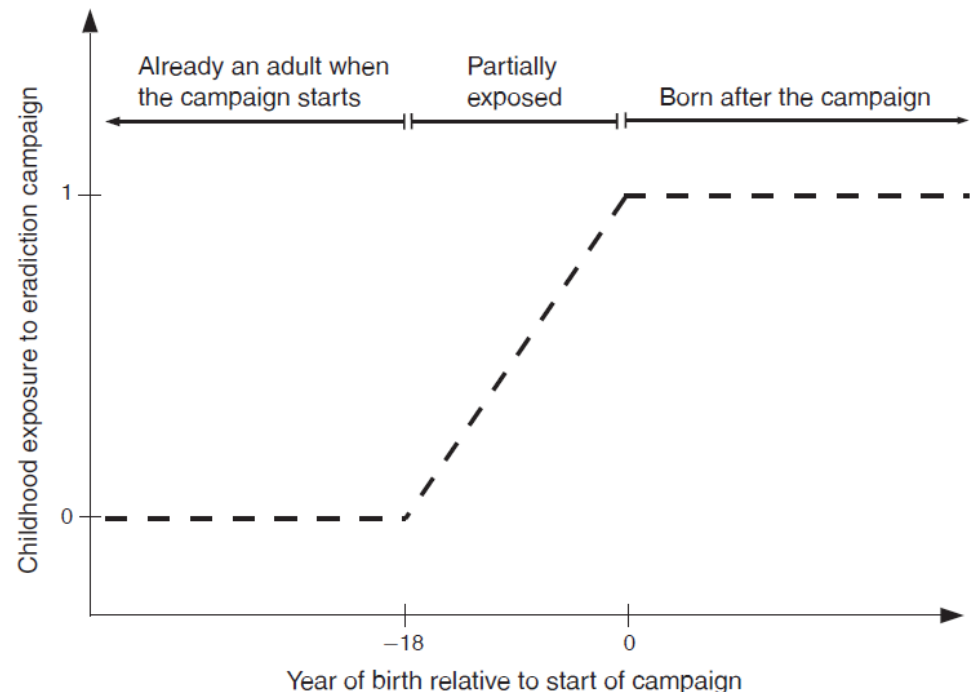 Already an adult when
the campaign starts
Partially
exposed
Born after the campaign
Childhood exposure to eradiction campaign
1
0
−18
0
Year of birth relative to start of campaign